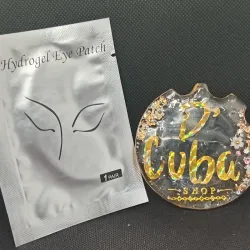 Hydrogel Eye Patch
1 PAIR
D'
Cuba
SHOP